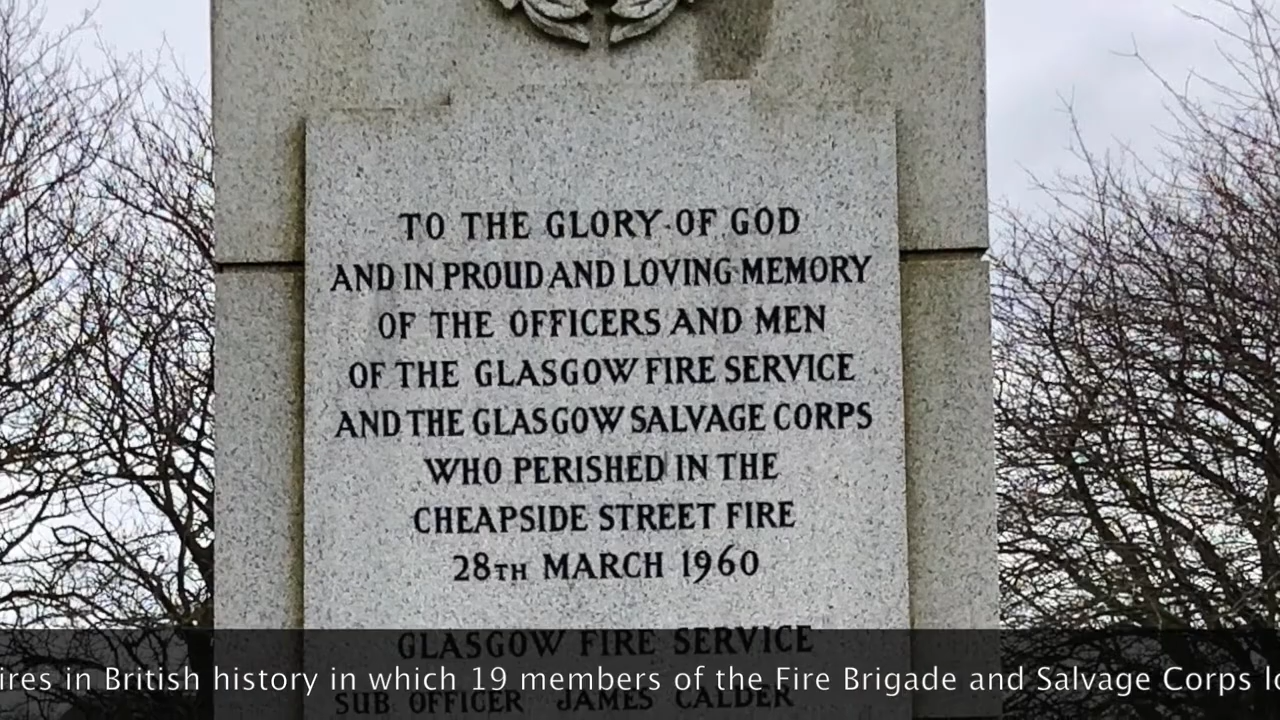 TO THE GLORY OF GOD
AND IN PROUD AND LOVING MEMORY
OF THE OFFICERS AND MEN
OF THE GLASGOW FIRE SERVICE
AND THE GLASGOW SALVAGE CORPS
WHO PERISHED IN THE
CHEAPSIDE STREET FIRE
28TH MARCH 1960
GLASGOW FIRE SERVICE
ires in British history in which 19 members of the Fire Brigade and Salvage Corps lo
SUB OFFICER JAMES CALDER